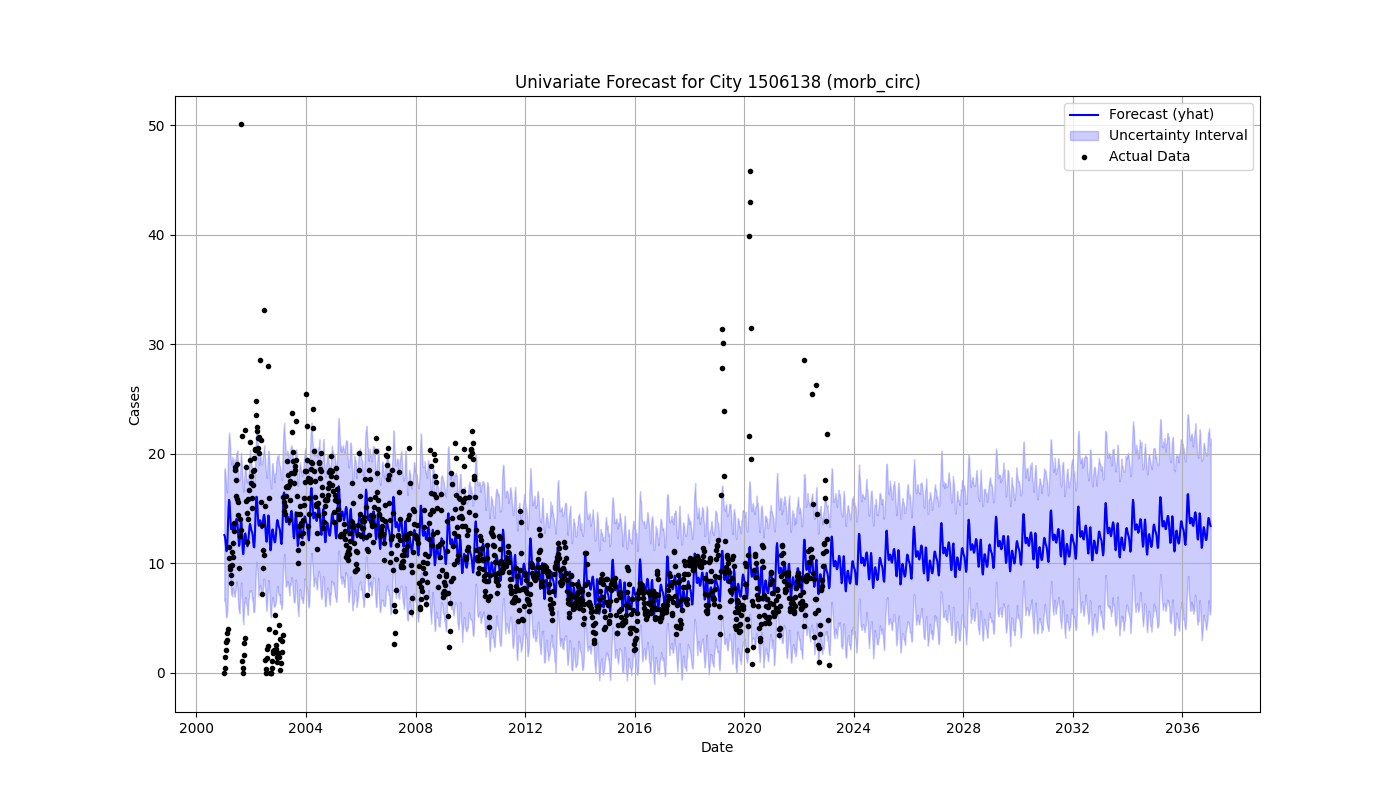 Univariate Forecast for City 1506138 (morb_circ)
Forecast (yhat)
Uncertainty Interval
Actual Data
Cases
50
40
30
20
10
0
2000 2004 2008 2012 2016 2020 2024 2028 2032 2036
Date